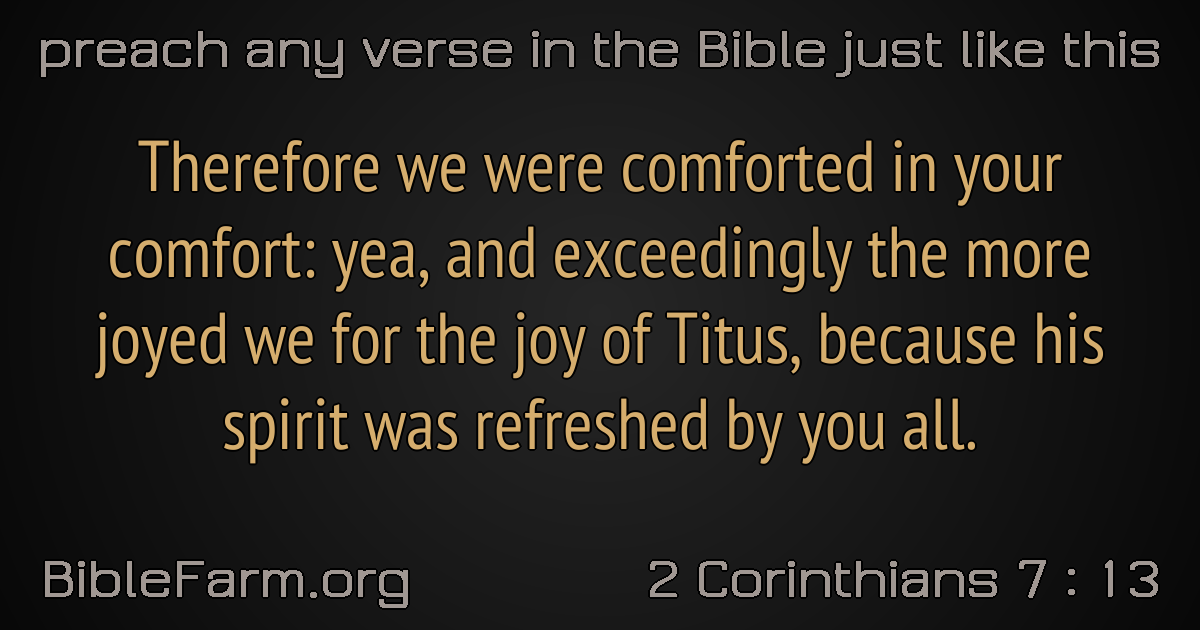 preach any verse in the Bible just like this
Therefore we were comforted in your
comfort: yea, and exceedingly the more
joyed we for the joy of Titus, because his
spirit was refreshed by you all.
BibleFarm.org
2 Corinthians 7 : 13